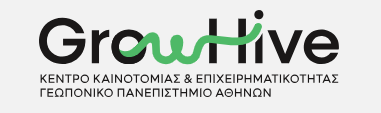 GrowHive
ΚΕΝΤΡΟ ΚΑΙΝΟΤΟΜΙΑΣ & ΕΠΙΧΕΙΡΗΜΑΤΙΚΟΤΗΤΑΣ
ΓΕΩΠΟΝΙΚΟ ΠΑΝΕΠΙΣΤΗΜΙΟ ΑΘΗΝΩΝ